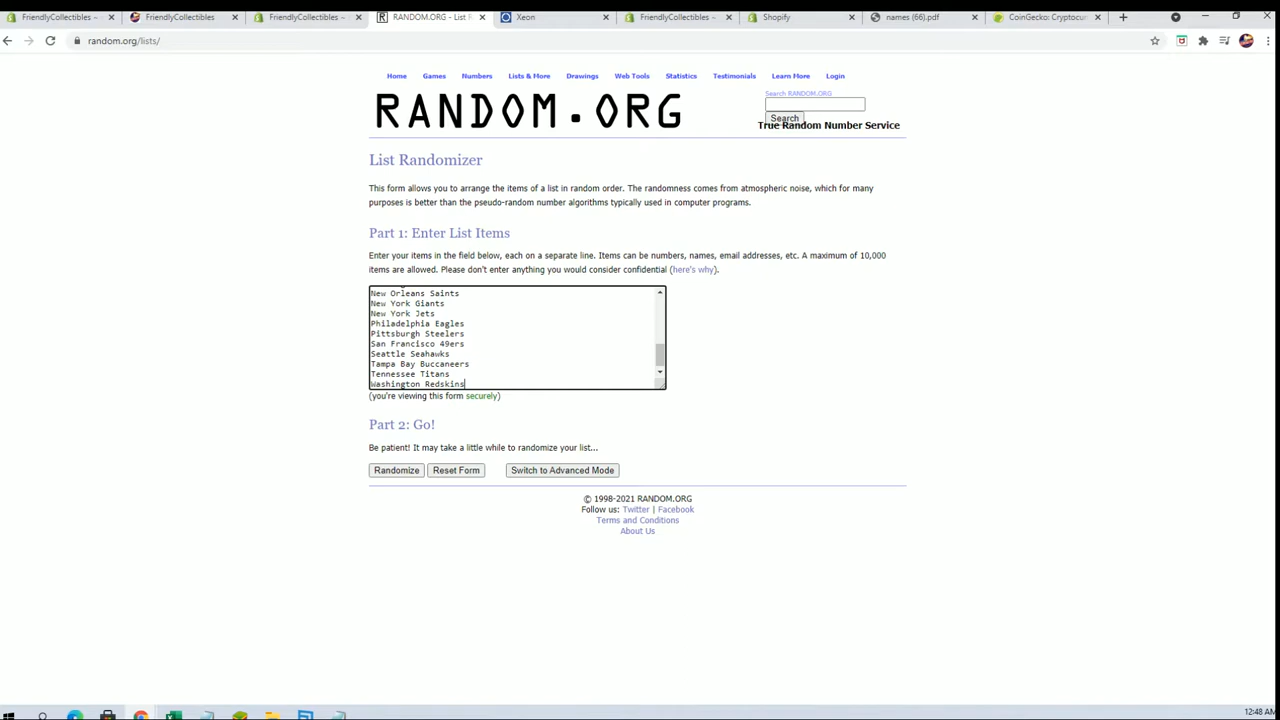 FriendlyCollectibles –
FriendlyCollectibles
FriendlyCollectibles –
RANDOM.ORG - List R
Xeon
FriendlyCollectibles –
Shopify
names (66).pdf
CoinGecko: Cryptocur
random.org/lists/
Home Games Numbers Lists & More Drawings Web Tools Statistics Testimonials Learn More Login
Search RANDOM.ORG
RANDOM.ORG
Search
True Random Number Service
List Randomizer
This form allows you to arrange the items of a list in random order. The randomness comes from atmospheric noise, which for many
purposes is better than the pseudo-random number algorithms typically used in computer programs.
Part 1: Enter List Items
Enter your items in the field below, each on a separate line. Items can be numbers, names, email addresses, etc. A maximum of 10,000
items are allowed. Please don't enter anything you would consider confidential (here's why).
New Orleans Saints
New York Giants
New York Jets
Philadelphia Eagles
Pittsburgh Steelers
San Francisco 49ers
Seattle Seahawks
Tampa Bay Buccaneers
Tennessee Titans
Washington Redskins
(you're viewing this form securely)
Part 2: Go!
Be patient! It may take a little while to randomize your list...
Randomize Reset Form Switch to Advanced Mode
© 1998-2021 RANDOM.ORG
Follow us: Twitter | Facebook
Terms and Conditions
About Us
12:48 AM